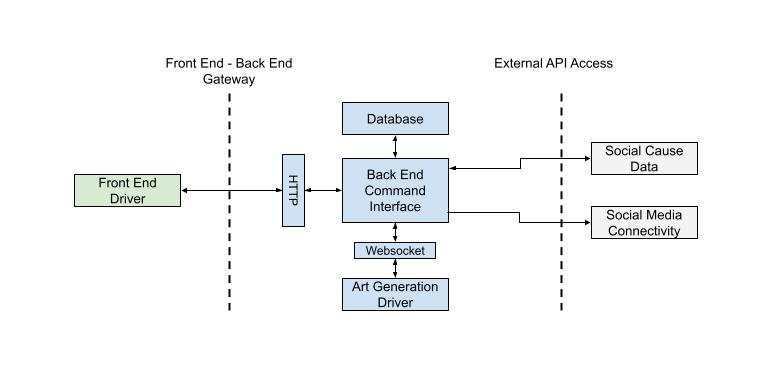 Front End - Back End
Gateway
External API Access
Database
Social Cause
Data
Back End
Command
Interface
HTTP
Front End
Driver
Social Media
Connectivity
Websocket
Art Generation
Driver